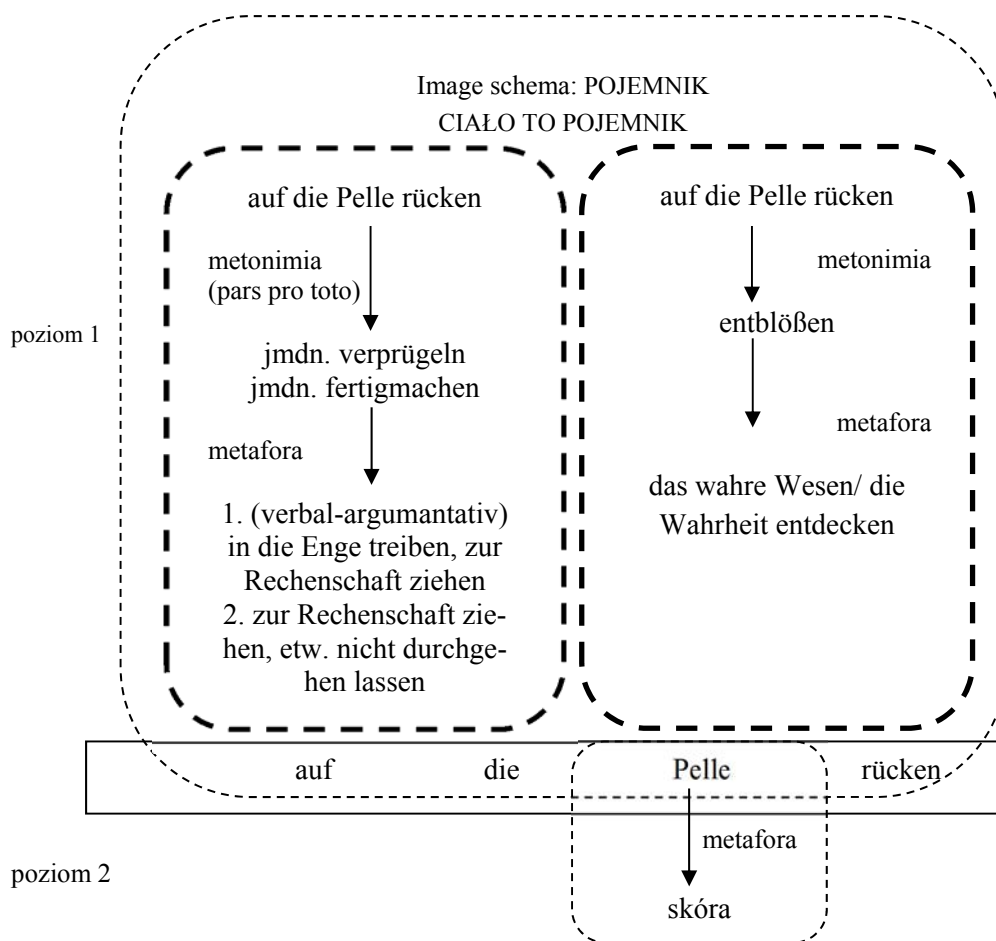 Image schema: POJEMNIK
CIAŁO TO POJEMNIK
auf die Pelle rücken
metonimia
(pars pro toto)
jmdn. verprügeln
jmdn. fertigmachen
metafora
1. (verbal-argumantativ)
in die Enge treiben, zur
Rechenschaft ziehen
2. zur Rechenschaft zie-
hen, etw. nicht durchge-
hen lassen
auf die Pelle rücken
metonimia
entblößen
metafora
das wahre Wesen/ die
Wahrheit entdecken
poziom 1
auf die Pelle rücken
metafora
skóra
poziom 2